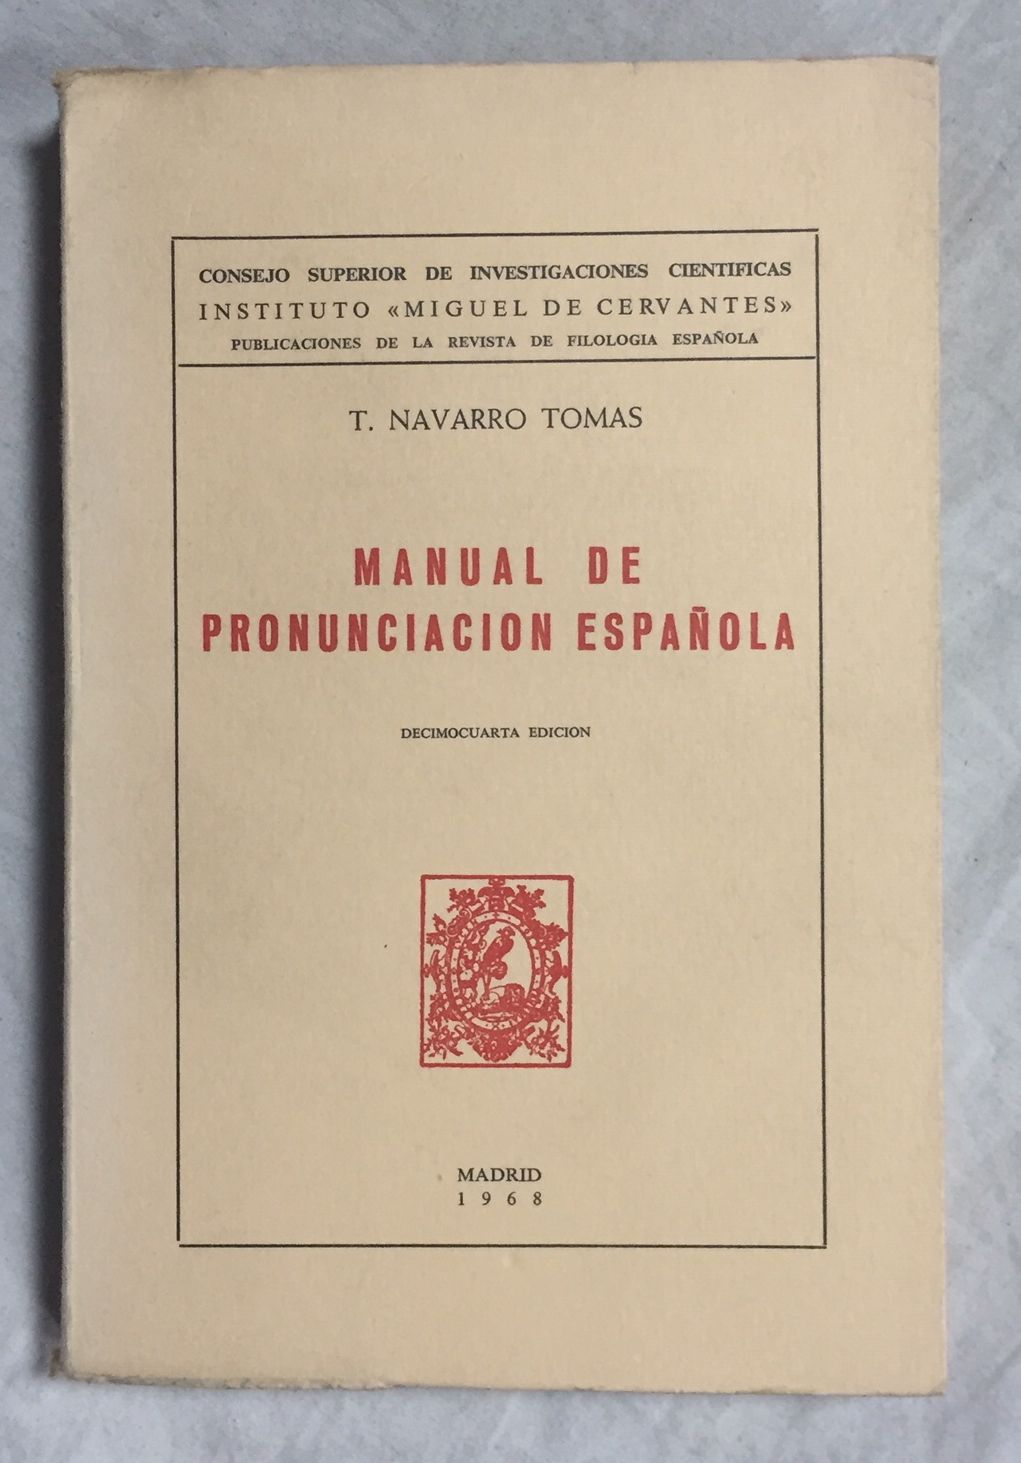 CONSEJO SUPERIOR DE INVESTIGACIONES CIENTIFICAS
INSTITUTO «MIGUEL DE CERVANTES»
PUBLICACIONES DE LA REVISTA DE FILOLOGIA ESPAÑOLA
T. NAVARRO TOMAS
MANUAL DE
PRONUNCIACION ESPAÑOLA
DECIMOCUARTA EDICION
MADRID
1968